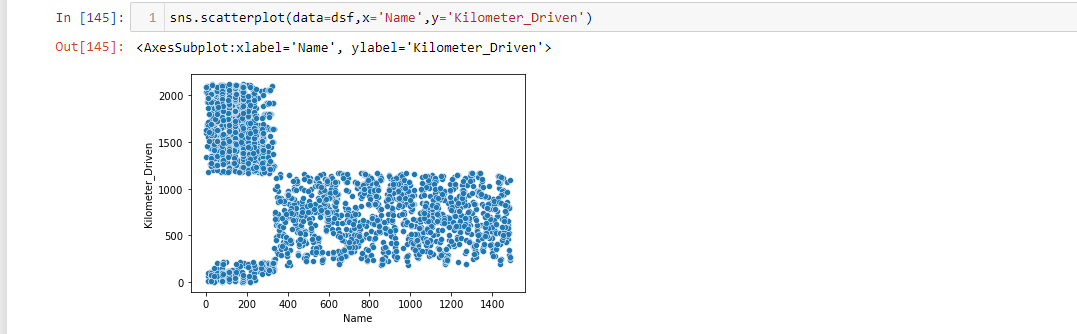 In [145]: 1 sns.scatterplot(data=dsf,x='Name',y='Kilometer_Driven')
Out[145]: <AxesSubplot:xlabel='Name', ylabel='Kilometer_Driven'>
2000
1500
1000
500
0
Kilometer_Driven
0 200 400 600 800 1000 1200 1400
Name